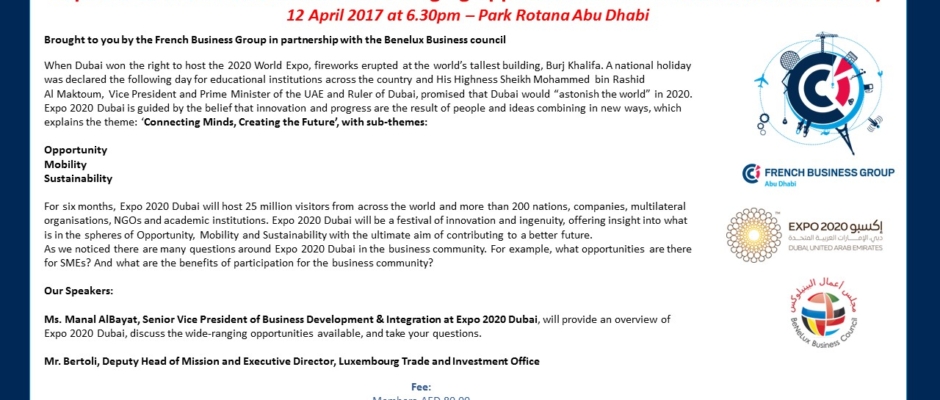 12 April 2017 at 6.30pm – Park Rotana Abu Dhabi
Brought to you by the French Business Group in partnership with the Benelux Business council
When Dubai won the right to host the 2020 World Expo, fireworks erupted at the world's tallest building, Burj Khalifa. A national holiday
was declared the following day for educational institutions across the country and His Highness Sheikh Mohammed bin Rashid
Al Maktoum, Vice President and Prime Minister of the UAE and Ruler of Dubai, promised that Dubai would "astonish the world" in 2020.
Expo 2020 Dubai is guided by the belief that innovation and progress are the result of people and ideas combining in new ways, which
explains the theme: 'Connecting Minds, Creating the Future', with sub-themes:
Opportunity
Mobility
Sustainability
For six months, Expo 2020 Dubai will host 25 million visitors from across the world and more than 200 nations, companies, multilateral
organisations, NGOs and academic institutions. Expo 2020 Dubai will be a festival of innovation and ingenuity, offering insight into what
is in the spheres of Opportunity, Mobility and Sustainability with the ultimate aim of contributing to a better future.
As we noticed there are many questions around Expo 2020 Dubai in the business community. For example, what opportunities are there
for SMEs? And what are the benefits of participation for the business community?
Our Speakers:
Ms. Manal AlBayat, Senior Vice President of Business Development & Integration at Expo 2020 Dubai, will provide an overview of
Expo 2020 Dubai, discuss the wide-ranging opportunities available, and take your questions.
Mr. Bertoli, Deputy Head of Mission and Executive Director, Luxembourg Trade and Investment Office
Fee:
Members AED
FRENCH BUSINESS GROUP
Abu Dhabi
EXPO 2020 إكسبو
دبي، الإمارات العربية المتحدة
DUBAI, UNITED ARAB EMIRATES
مجلس أعمال البينيلوكس
BeNeLux Business Council